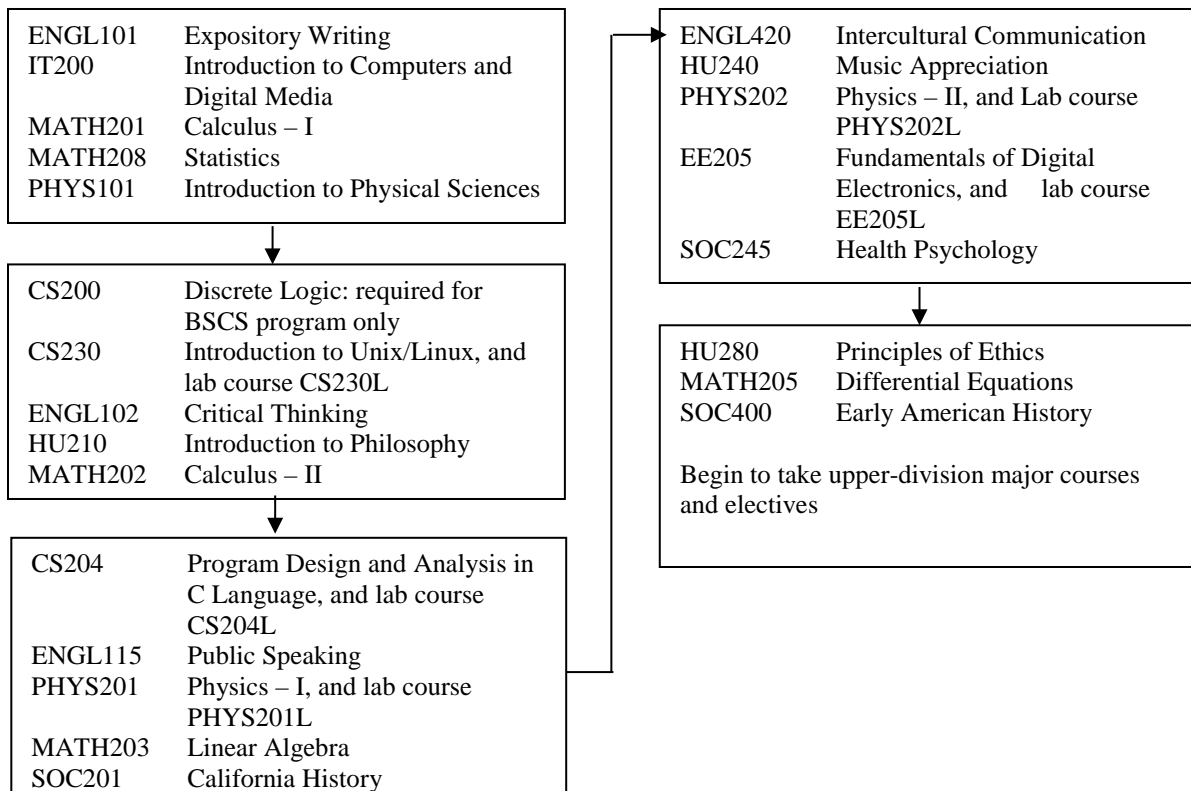 ENGL101 Expository Writing
IT200 Introduction to Computers and
Digital Media
MATH201 Calculus – I
MATH208 Statistics
PHYS101 Introduction to Physical Sciences
CS200 Discrete Logic: required for
BSCS program only
CS230 Introduction to Unix/Linux, and
lab course CS230L
ENGL102 Critical Thinking
HU210 Introduction to Philosophy
MATH202 Calculus – II
CS204 Program Design and Analysis in
C Language, and lab course
CS204L
ENGL115 Public Speaking
PHYS201 Physics – I, and lab course
PHYS201L
MATH203 Linear Algebra
SOC201 California History
ENGL420 Intercultural Communication
HU240 Music Appreciation
PHYS202 Physics – II, and Lab course
PHYS202L
EE205 Fundamentals of Digital
Electronics, and lab course
EE205L
SOC245 Health Psychology
HU280 Principles of Ethics
MATH205 Differential Equations
SOC400 Early American History
Begin to take upper-division major courses
and electives